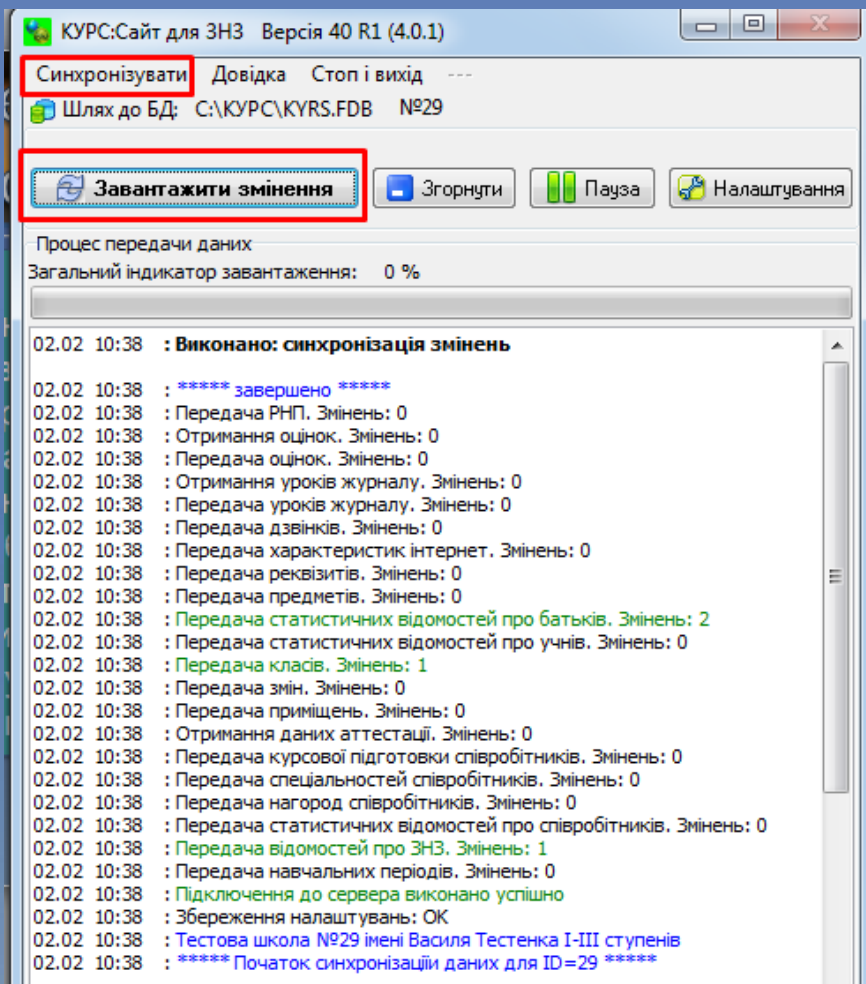 КУРС:Сайт для ЗНЗ Версія 40 R1 (4.0.1)
Синхронізувати Довідка Стоп і вихід ---
Шлях до БД: C:\КУРС\KYRS.FDB №29
Завантажити змінення Згорнути Пауза Налаштування
Процес передачи даних
Загальний індикатор завантаження: 0 %
02.02 10:38 : Виконано: синхронізація змінень
02.02 10:38 : ***** завершено *****
02.02 10:38 : Передача РНП. Змінень: 0
02.02 10:38 : Отримання оцінок. Змінень: 0
02.02 10:38 : Передача оцінок. Змінень: 0
02.02 10:38 : Отримання уроків журналу. Змінень: 0
02.02 10:38 : Передача уроків журналу. Змінень: 0
02.02 10:38 : Передача дзвінків. Змінень: 0
02.02 10:38 : Передача характеристик інтернет. Змінень: 0
02.02 10:38 : Передача реквізитів. Змінень: 0
02.02 10:38 : Передача предметів. Змінень: 0
02.02 10:38 : Передача статистичних відомостей про батьків. Змінень: 2
02.02 10:38 : Передача статистичних відомостей про учнів. Змінень: 0
02.02 10:38 : Передача класів. Змінень: 1
02.02 10:38 : Передача змін. Змінень: 0
02.02 10:38 : Передача приміщень. Змінень: 0
02.02 10:38 : Отримання даних аттестації. Змінень: 0
02.02 10:38 : Передача курсової підготовки співробітників. Змінень: 0
02.02 10:38 : Передача спеціальностей співробітників. Змінень: 0
02.02 10:38 : Передача нагород співробітників. Змінень: 0
02.02 10:38 : Передача статистичних відомостей про співробітників. Змінень: 0
02.02 10:38 : Передача відомостей про ЗНЗ. Змінень: 1
02.02 10:38 : Передача навчальних періодів. Змінень: 0
02.02 10:38 : Підключення до сервера виконано успішно
02.02 10:38 : Збереження налаштувань: ОК
02.02 10:38 : Тестова школа №29 імені Василя Тестенка І-ІІІ ступенів
02.02 10:38 : ***** Початок синхронізаціїи даних для ID=29 *****